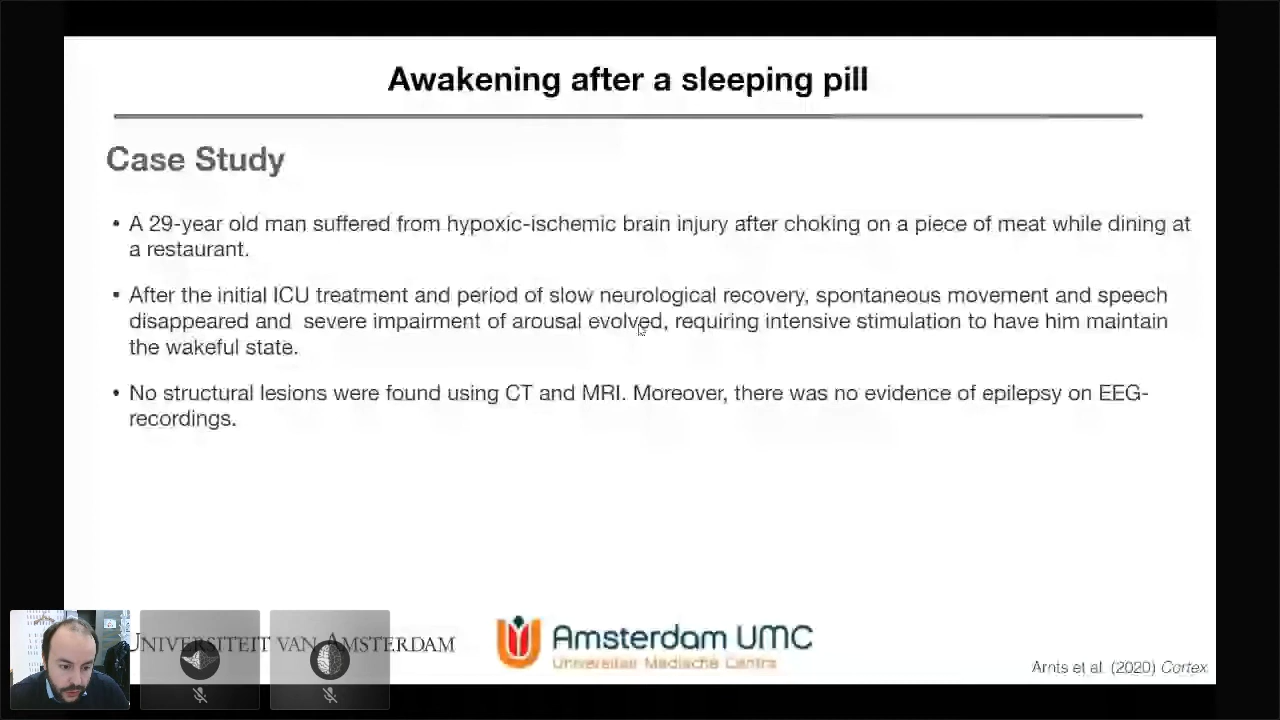 Awakening after a sleeping pill
Case Study
• A 29-year old man suffered from hypoxic-ischemic brain injury after choking on a piece of meat while dining at
a restaurant.
• After the initial ICU treatment and period of slow neurological recovery, spontaneous movement and speech
disappeared and severe impairment of arousal evolved, requiring intensive stimulation to have him maintain
the wakeful state.
• No structural lesions were found using CT and MRI. Moreover, there was no evidence of epilepsy on EEG-
recordings.
UNIVERSITEIT VAN AMSTERDAM
Amsterdam UMC
Universitair Medische Centra
Arnts et al. (2020) Cortex